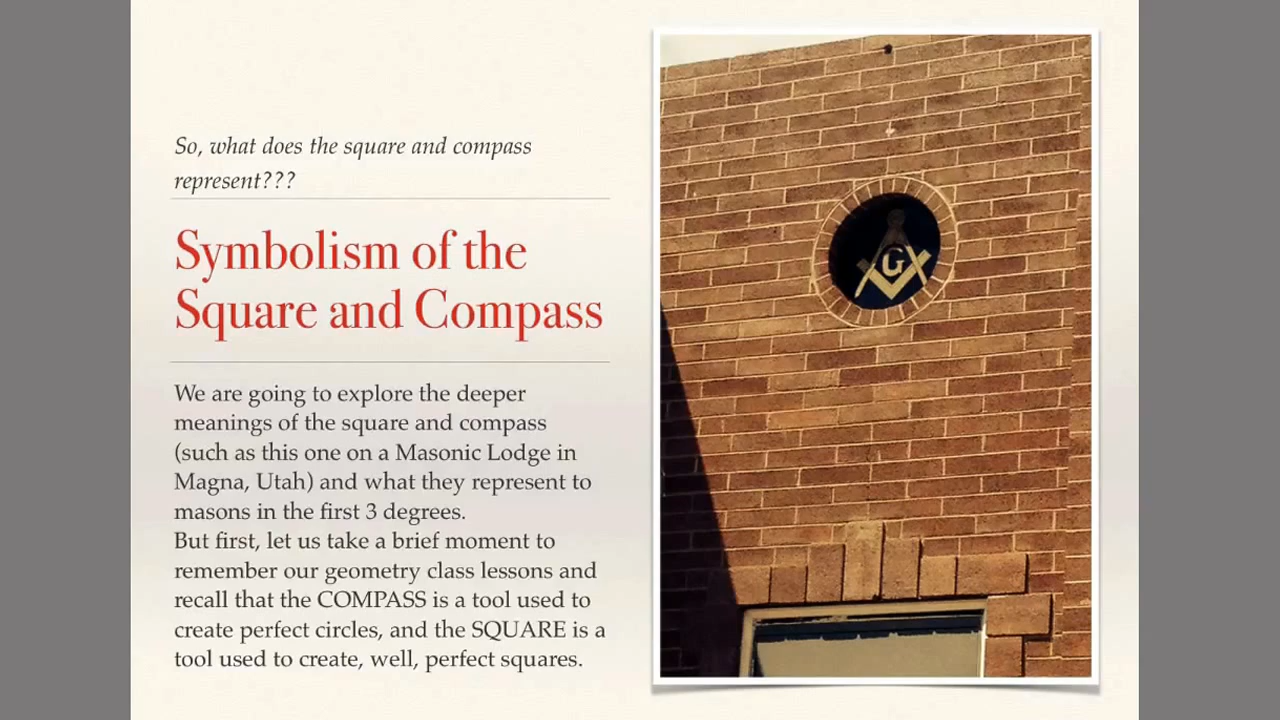 So, what does the square and compass
represent???
Symbolism of the
Square and Compass
We are going to explore the deeper
meanings of the square and compass
(such as this one on a Masonic Lodge in
Magna, Utah) and what they represent to
masons in the first 3 degrees.
But first, let us take a brief moment to
remember our geometry class lessons and
recall that the COMPASS is a tool used to
create perfect circles, and the SQUARE is a
tool used to create, well, perfect squares.
G